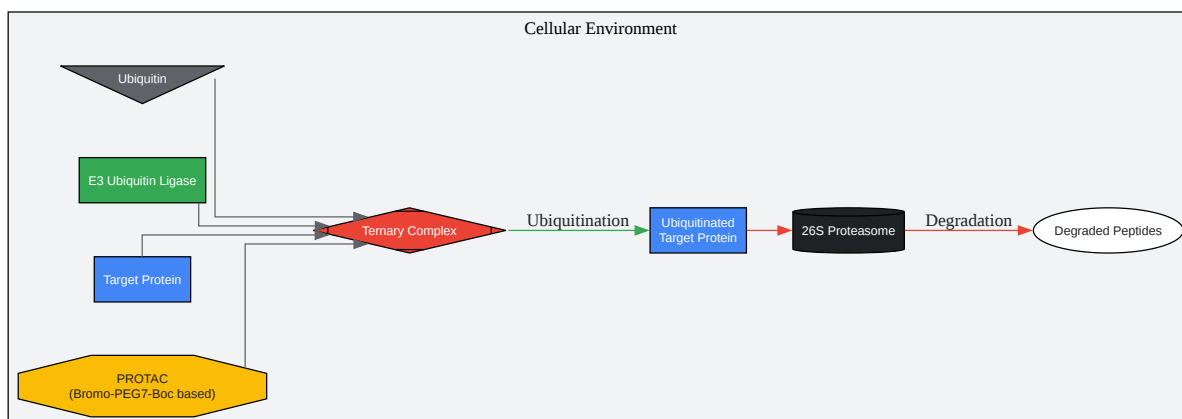 Cellular Environment
Ubiquitin
E3 Ubiquitin Ligase
Target Protein
PROTAC
(Bromo-PEG7-Boc based)
Ternary Complex
Ubiquitination
Ubiquitinated
Target Protein
26S Proteasome
Degradation
Degraded Peptides